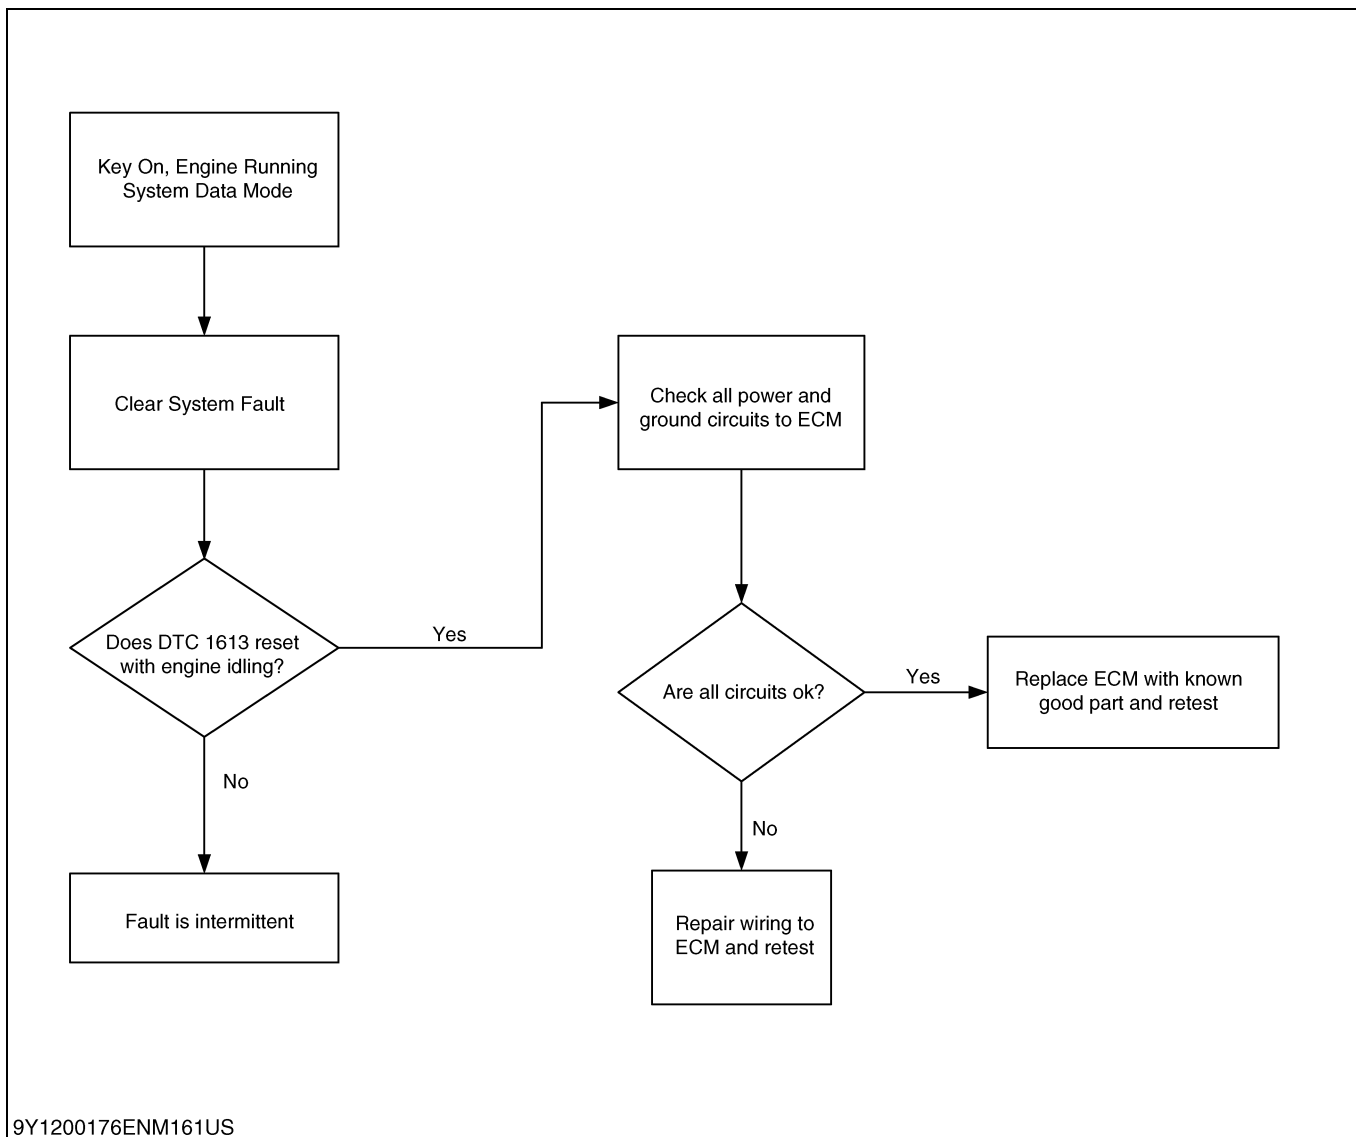 Key On, Engine Running
System Data Mode
Clear System Fault
Does DTC 1613 reset
with engine idling?
Yes
No
Fault is intermittent
Check all power and
ground circuits to ECM
Are all circuits ok?
Yes
Replace ECM with known
good part and retest
No
Repair wiring to
ECM and retest
9Y1200176ENM161US